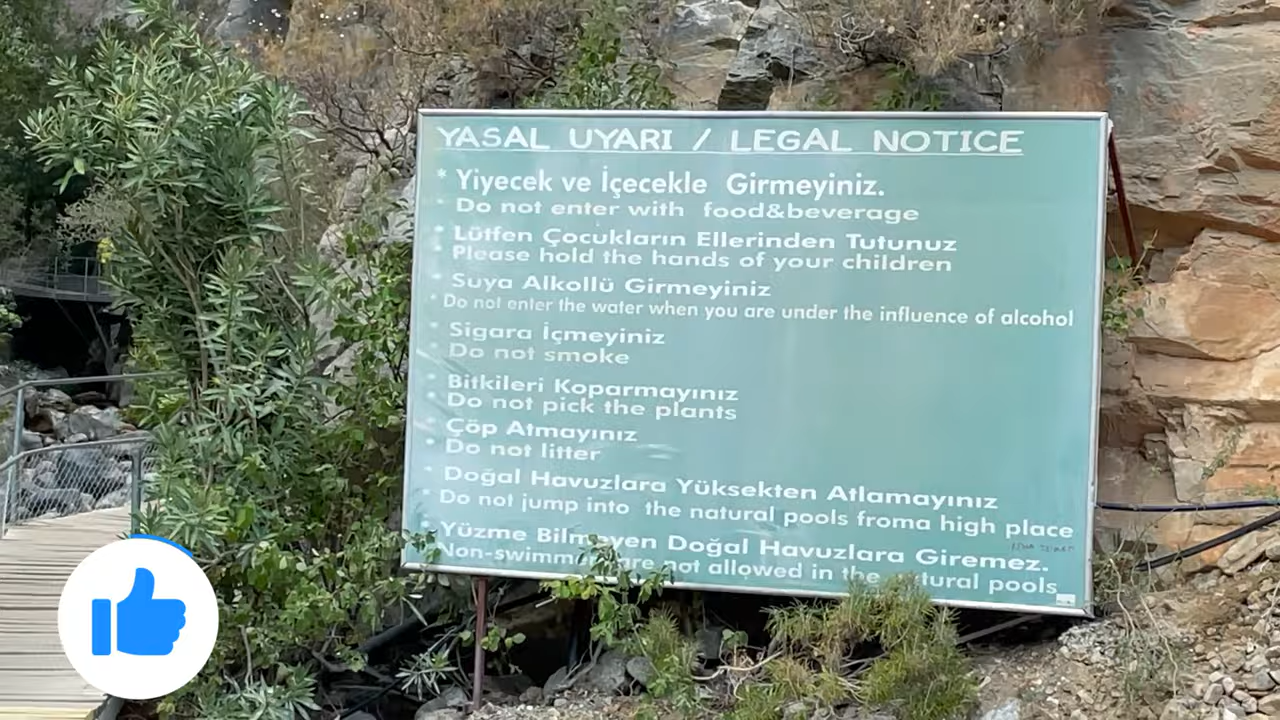 YASAL UYARI / LEGAL NOTICE
* Yiyecek ve İçecekle Girmeyiniz.
* Do not enter with food&beverage
* Lütfen Çocukların Ellerinden Tutunuz
* Please hold the hands of your children
* Suya Alkollü Girmeyiniz
* Do not enter the water when you are under the influence of alcohol
* Sigara İçmeyiniz
* Do not smoke
* Bitkileri Koparmayınız
* Do not pick the plants
* Çöp Atmayınız
* Do not litter
* Doğal Havuzlara Yüksekten Atlamayınız
* Do not jump into the natural pools froma high place
* Yüzme Bilmeyen Doğal Havuzlara Giremez.
Non-swimmers are not allowed in the natural pools